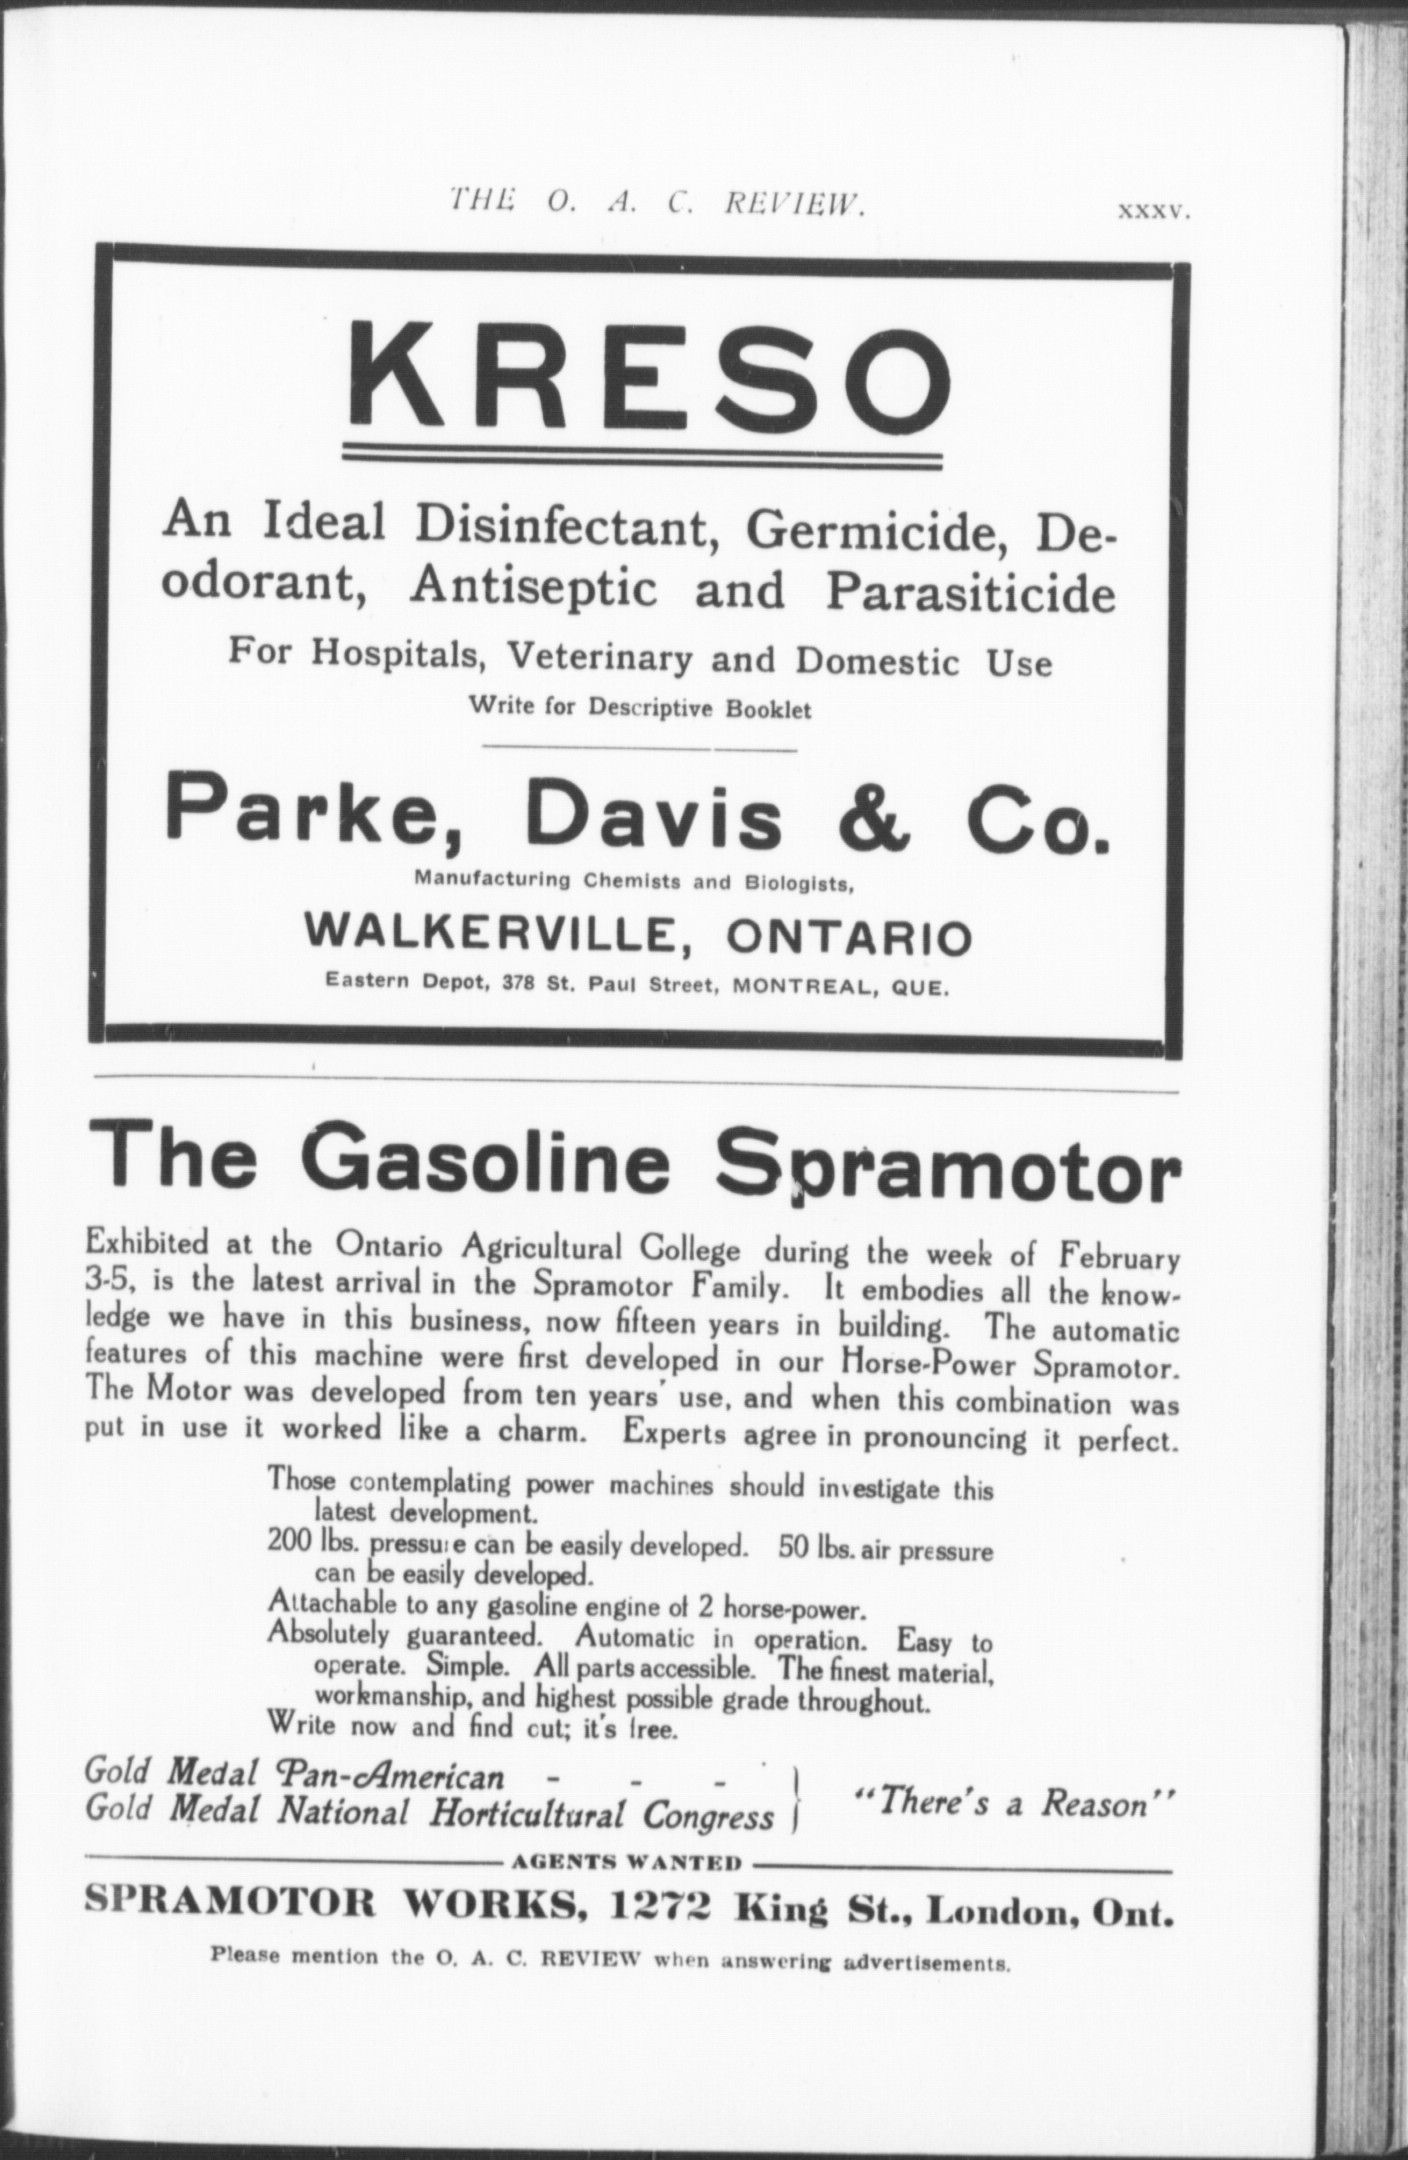 THE O. A. C. REVIEW. xxxv.
KRESO
An Ideal Disinfectant, Germicide, De-
odorant, Antiseptic and Parasiticide
For Hospitals, Veterinary and Domestic Use
Write for Descriptive Booklet
Parke, Davis & Co.
Manufacturing Chemists and Biologists,
WALKERVILLE, ONTARIO
Eastern Depot, 378 St. Paul Street, MONTREAL, QUE.
The Gasoline Spramotor
Exhibited at the Ontario Agricultural College during the week of February
3-5, is the latest arrival in the Spramotor Family. It embodies all the know-
ledge we have in this business, now fifteen years in building. The automatic
features of this machine were first developed in our Horse-Power Spramotor.
The Motor was developed from ten years' use, and when this combination was
put in use it worked like a charm. Experts agree in pronouncing it perfect.
Those contemplating power machines should investigate this
latest development.
200 lbs. pressure can be easily developed. 50 lbs. air pressure
can be easily developed.
Attachable to any gasoline engine of 2 horse-power.
Absolutely guaranteed. Automatic in operation. Easy to
operate. Simple. All parts accessible. The finest material,
workmanship, and highest possible grade throughout.
Write now and find out; it's free.
Gold Medal Pan-American - - -
Gold Medal National Horticultural Congress } "There's a Reason"
AGENTS WANTED
SPRAMOTOR WORKS, 1272 King St., London, Ont.
Please mention the O. A. C. REVIEW when answering advertisements.